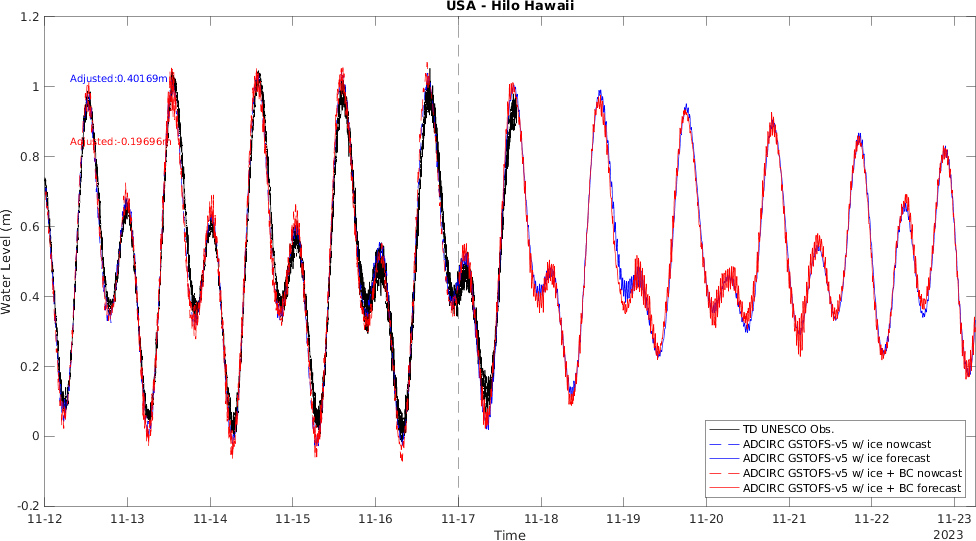 USA - Hilo Hawaii
1.2
1
0.8
0.6
0.4
0.2
0
-0.2
Water Level (m)
Adjusted:0.40169m
Adjusted:-0.19696m
TD UNESCO Obs.
ADCIRC GSTOFS-v5 w/ ice nowcast
ADCIRC GSTOFS-v5 w/ ice forecast
ADCIRC GSTOFS-v5 w/ ice + BC nowcast
ADCIRC GSTOFS-v5 w/ ice + BC forecast
11-12 11-13 11-14 11-15 11-16 11-17 11-18 11-19 11-20 11-21 11-22 11-23
Time
2023